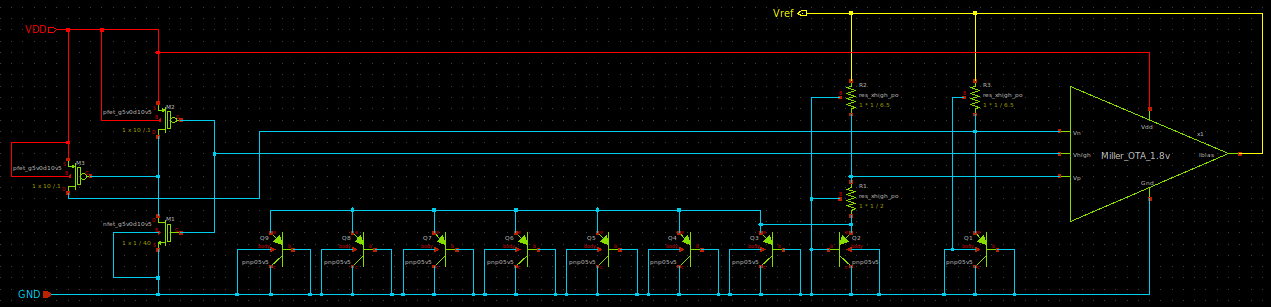 Vref
VDD
R2
res_xhigh_po
1 * 1 / 6.5
R3
res_xhigh_po
1 * 1 / 6.5
pfet_g5v0d10v5
M2
1 x 10 / .1
Vdd
Vn
x1
Vhigh
Miller_OTA_1.8v
Ibias
pfet_g5v0d10v5
M3
1 x 10 / .1
Vp
Gnd
R1
res_xhigh_po
1 * 1 / 2
nfet_g5v0d10v5
M1
1 x 1 / 40
Q9
Q8
Q7
Q6
Q5
Q4
Q3
Q2
Q1
pnp05v5
pnp05v5
pnp05v5
pnp05v5
pnp05v5
pnp05v5
pnp05v5
pnp05v5
pnp05v5
GND